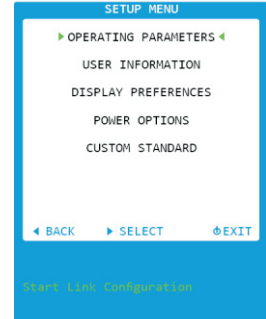 SETUP MENU
OPERATING PARAMETERS
USER INFORMATION
DISPLAY PREFERENCES
POWER OPTIONS
CUSTOM STANDARD
BACK SELECT EXIT
Start Link Configuration